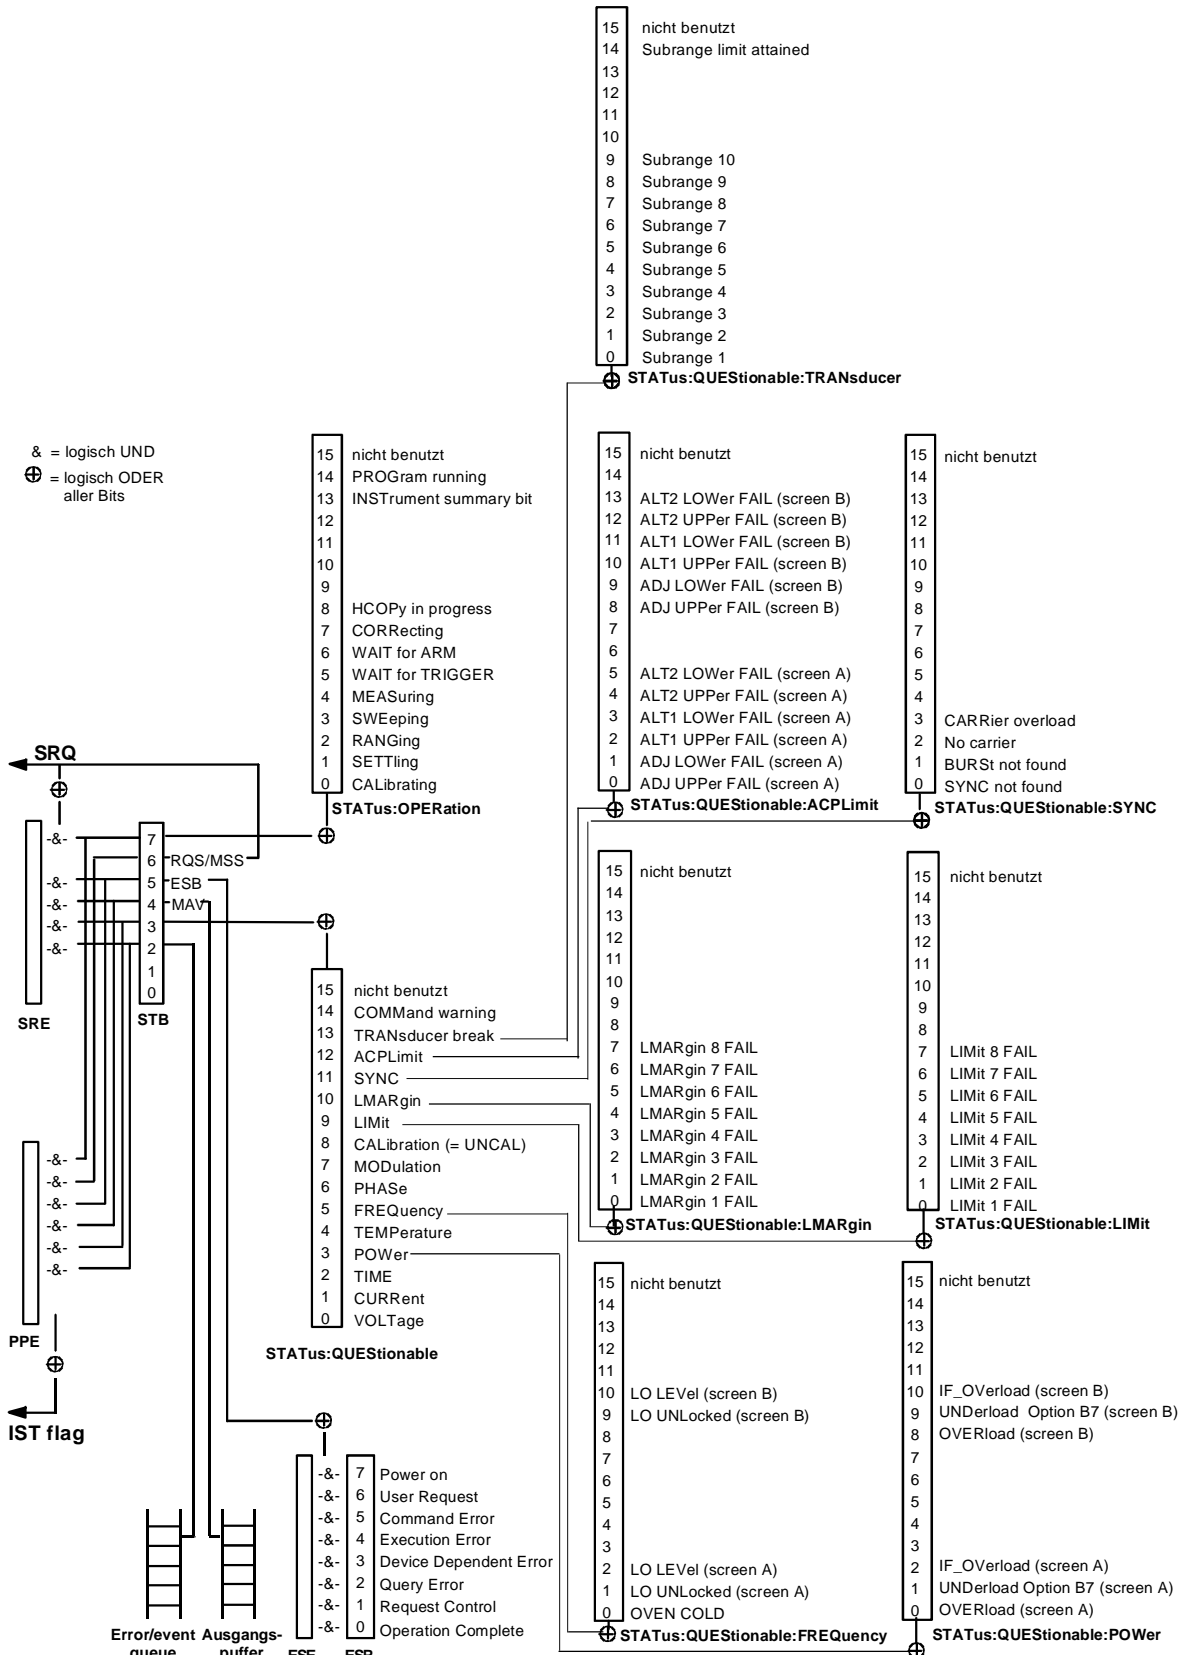 15 nicht benutzt
14 Subrange limit attained
13
12
11
10
9 Subrange 10
8 Subrange 9
7 Subrange 8
6 Subrange 7
5 Subrange 6
4 Subrange 5
3 Subrange 4
2 Subrange 3
1 Subrange 2
0 Subrange 1
STATus:QUEStionable:TRANsducer
& = logisch UND
⊕ = logisch ODER
aller Bits
15 nicht benutzt
14 PROGram running
13 INSTrument summary bit
12
11
10
9
8 HCOPy in progress
7 CORRecting
6 WAIT for ARM
5 WAIT for TRIGGER
4 MEASuring
3 SWEeping
2 RANGing
1 SETTling
0 CALibrating
STATus:OPERation
15 nicht benutzt
14
13 ALT2 LOWer FAIL (screen B)
12 ALT2 UPPer FAIL (screen B)
11 ALT1 LOWer FAIL (screen B)
10 ALT1 UPPer FAIL (screen B)
9 ADJ LOWer FAIL (screen B)
8 ADJ UPPer FAIL (screen B)
7
6
5 ALT2 LOWer FAIL (screen A)
4 ALT2 UPPer FAIL (screen A)
3 ALT1 LOWer FAIL (screen A)
2 ALT1 UPPer FAIL (screen A)
1 ADJ LOWer FAIL (screen A)
0 ADJ UPPer FAIL (screen A)
STATus:QUEStionable:ACPLimit
15 nicht benutzt
14
13
12
11
10
9
8
7
6
5
4
3 CARRier overload
2 No carrier
1 BURSt not found
0 SYNC not found
STATus:QUEStionable:SYNC
SRQ
-&-
-&-
-&-
-&-
-&-
SRE
7
6 RQS/MSS
5 ESB
4 MAV
3
2
1
0
STB
15 nicht benutzt
14 COMMand warning
13 TRANsducer break
12 ACPLimit
11 SYNC
10 LMARgin
9 LIMit
8 CALibration (= UNCAL)
7 MODulation
6 PHASe
5 FREQuency
4 TEMPerature
3 POWer
2 TIME
1 CURRent
0 VOLTage
STATus:QUEStionable
15 nicht benutzt
14
13
12
11
10
9
8
7 LMARgin 8 FAIL
6 LMARgin 7 FAIL
5 LMARgin 6 FAIL
4 LMARgin 5 FAIL
3 LMARgin 4 FAIL
2 LMARgin 3 FAIL
1 LMARgin 2 FAIL
0 LMARgin 1 FAIL
STATus:QUEStionable:LMARgin
15 nicht benutzt
14
13
12
11
10
9
8
7 LIMit 8 FAIL
6 LIMit 7 FAIL
5 LIMit 6 FAIL
4 LIMit 5 FAIL
3 LIMit 4 FAIL
2 LIMit 3 FAIL
1 LIMit 2 FAIL
0 LIMit 1 FAIL
STATus:QUEStionable:LIMit
-&-
-&-
-&-
-&-
-&-
-&-
PPE
IST flag
15 nicht benutzt
14
13
12
11
10 LO LEVel (screen B)
9 LO UNLocked (screen B)
8
7
6
5
4
3
2 LO LEVel (screen A)
1 LO UNLocked (screen A)
0 OVEN COLD
STATus:QUEStionable:FREQuency
15 nicht benutzt
14
13
12
11
10 IF_OVerload (screen B)
9 UNDerload Option B7 (screen B)
8 OVERload (screen B)
7
6
5
4
3
2 IF_OVerload (screen A)
1 UNDerload Option B7 (screen A)
0 OVERload (screen A)
STATus:QUEStionable:POWer
-&- 7 Power on
-&- 6 User Request
-&- 5 Command Error
-&- 4 Execution Error
-&- 3 Device Dependent Error
-&- 2 Query Error
-&- 1 Request Control
-&- 0 Operation Complete
ESE ESR
Error/event
queue
Ausgangs-
puffer